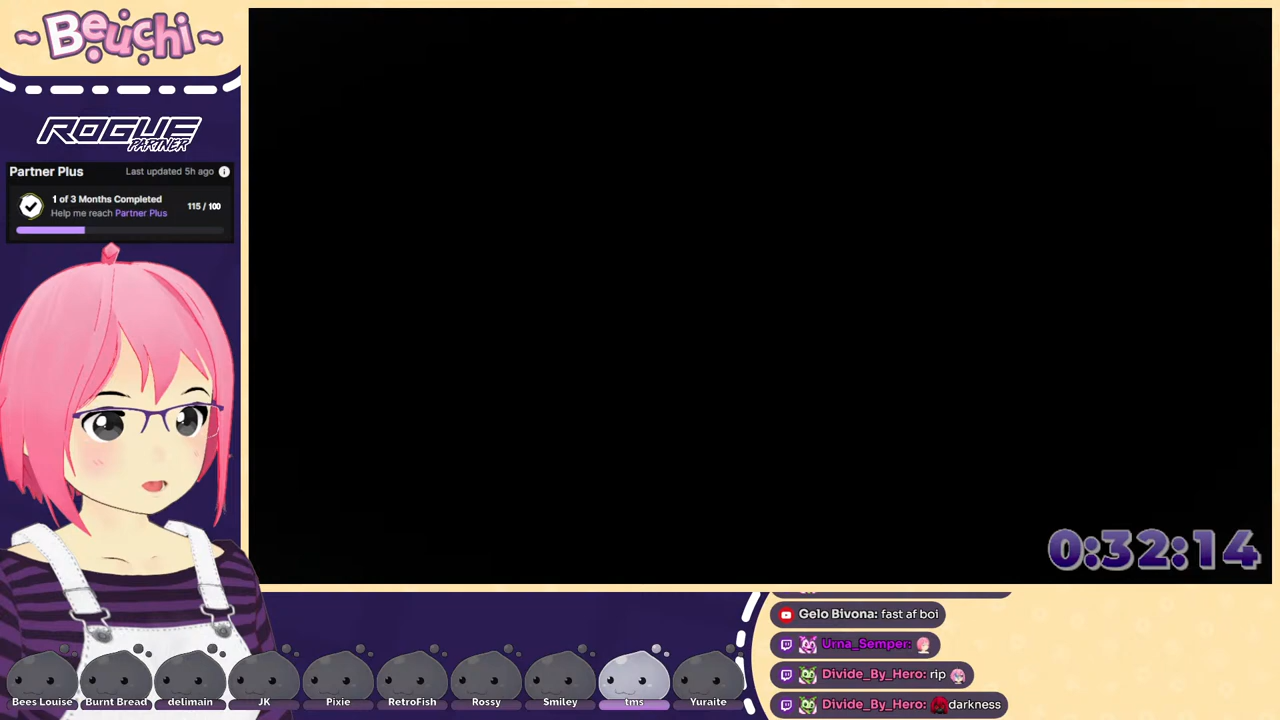 ~ Beuchi ~
ROGUE
PARTNER
Partner Plus Last updated 5h ago
1 of 3 Months Completed
Help me reach Partner Plus
115 / 100
0:32:14
Gelo Bivona: fast af boi
Urna_Semper:
Divide_By_Hero: rip
Divide_By_Hero: darkness
Bees Louise Burnt Bread delimain JK Pixie RetroFish Rossy Smiley tms Yuraite